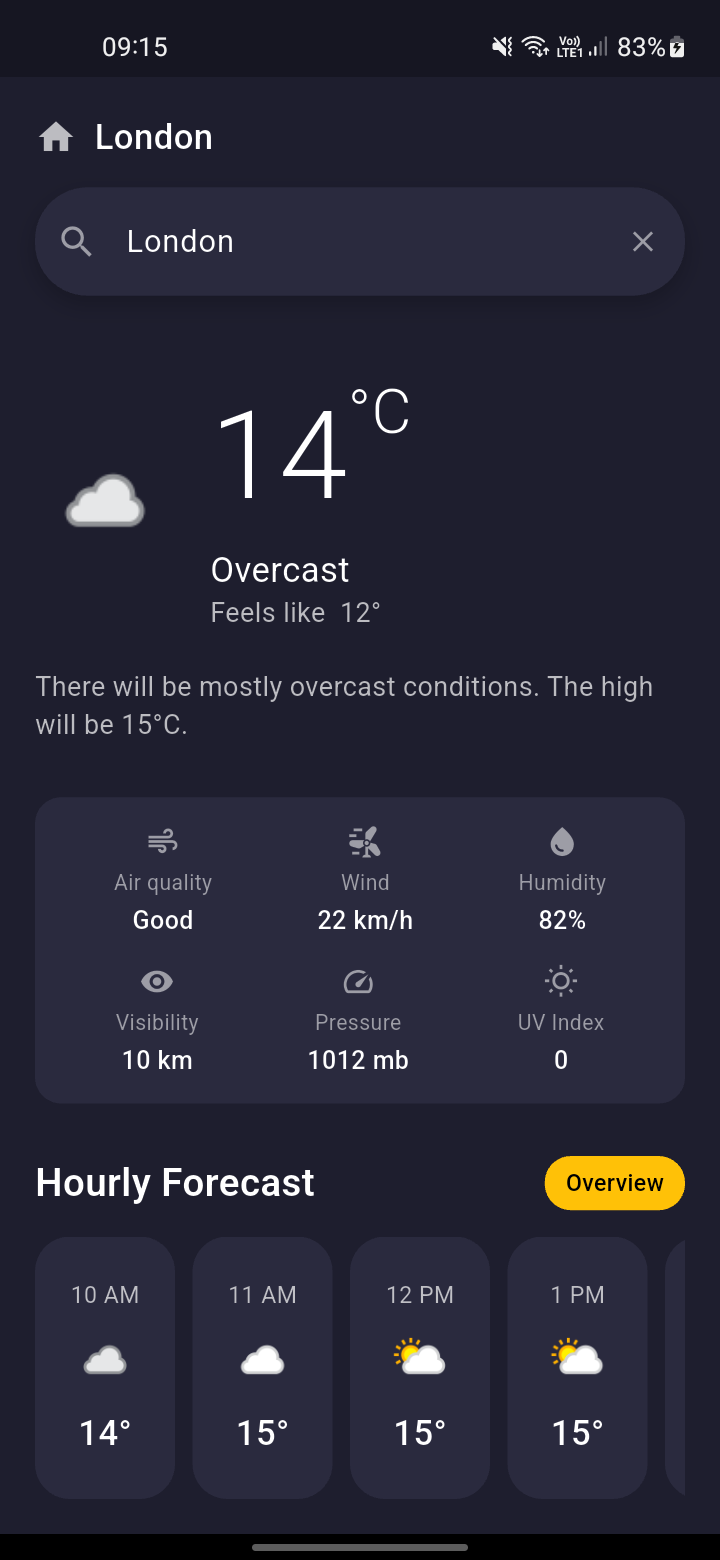 09:15
Vo)) LTE1 83%
London
London
14°C
Overcast
Feels like 12°
There will be mostly overcast conditions. The high
will be 15°C.
Air quality Wind Humidity
Good 22 km/h 82%
Visibility Pressure UV Index
10 km 1012 mb 0
Hourly Forecast Overview
10 AM 11 AM 12 PM 1 PM
14° 15° 15° 15°